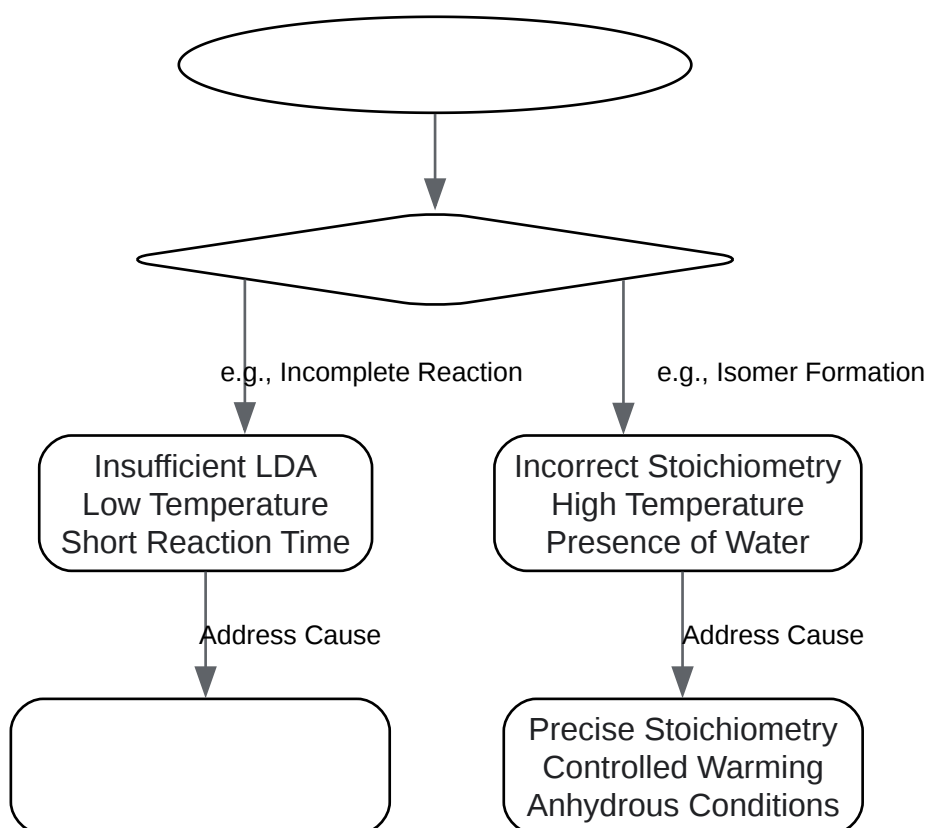 e.g., Incomplete Reaction
e.g., Isomer Formation
Insufficient LDA
Low Temperature
Short Reaction Time
Incorrect Stoichiometry
High Temperature
Presence of Water
Address Cause
Address Cause
Precise Stoichiometry
Controlled Warming
Anhydrous Conditions